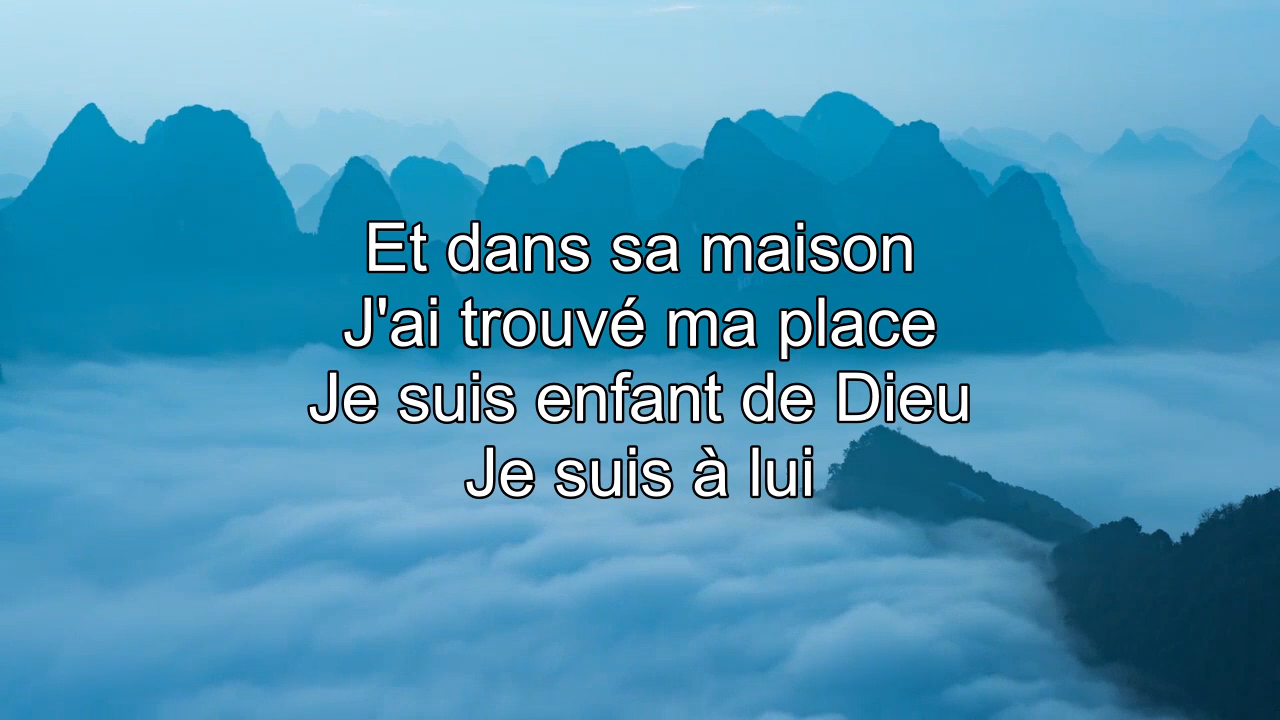 Et dans sa maison
J'ai trouvé ma place
Je suis enfant de Dieu
Je suis à lui